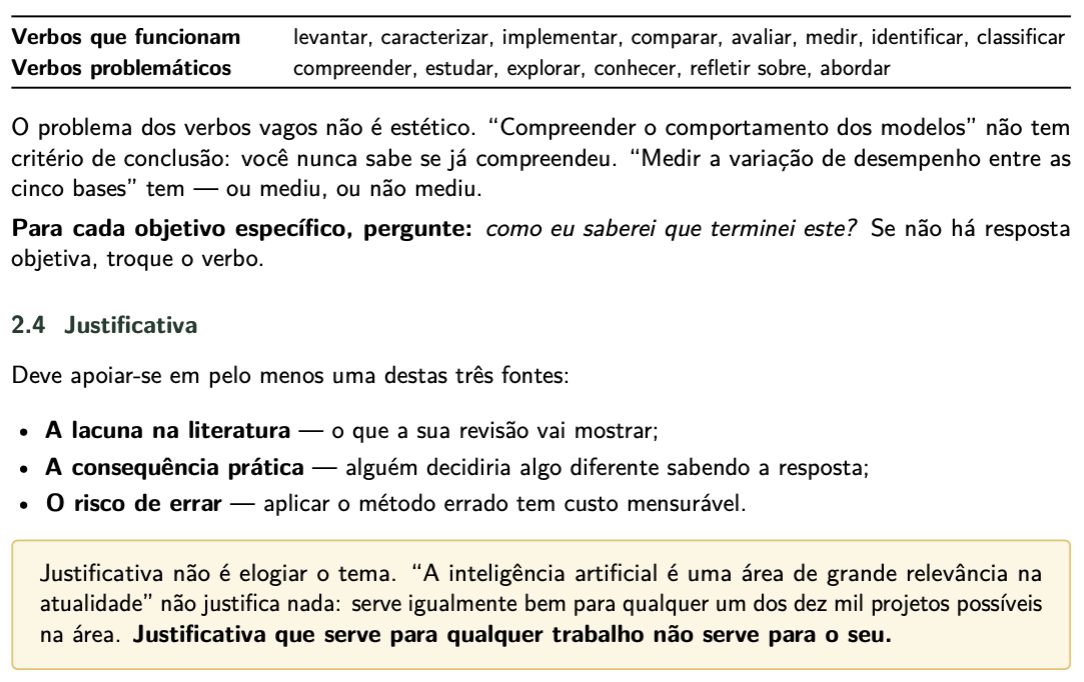 Verbos que funcionam levantar, caracterizar, implementar, comparar, avaliar, medir, identificar, classificar
Verbos problemáticos compreender, estudar, explorar, conhecer, refletir sobre, abordar
O problema dos verbos vagos não é estético. “Compreender o comportamento dos modelos” não tem
critério de conclusão: você nunca sabe se já compreendeu. “Medir a variação de desempenho entre as
cinco bases” tem — ou mediu, ou não mediu.
Para cada objetivo específico, pergunte: como eu saberei que terminei este? Se não há resposta
objetiva, troque o verbo.
2.4 Justificativa
Deve apoiar-se em pelo menos uma destas três fontes:
• A lacuna na literatura — o que a sua revisão vai mostrar;
• A consequência prática — alguém decidiria algo diferente sabendo a resposta;
• O risco de errar — aplicar o método errado tem custo mensurável.
Justificativa não é elogiar o tema. “A inteligência artificial é uma área de grande relevância na
atualidade” não justifica nada: serve igualmente bem para qualquer um dos dez mil projetos possíveis
na área. Justificativa que serve para qualquer trabalho não serve para o seu.